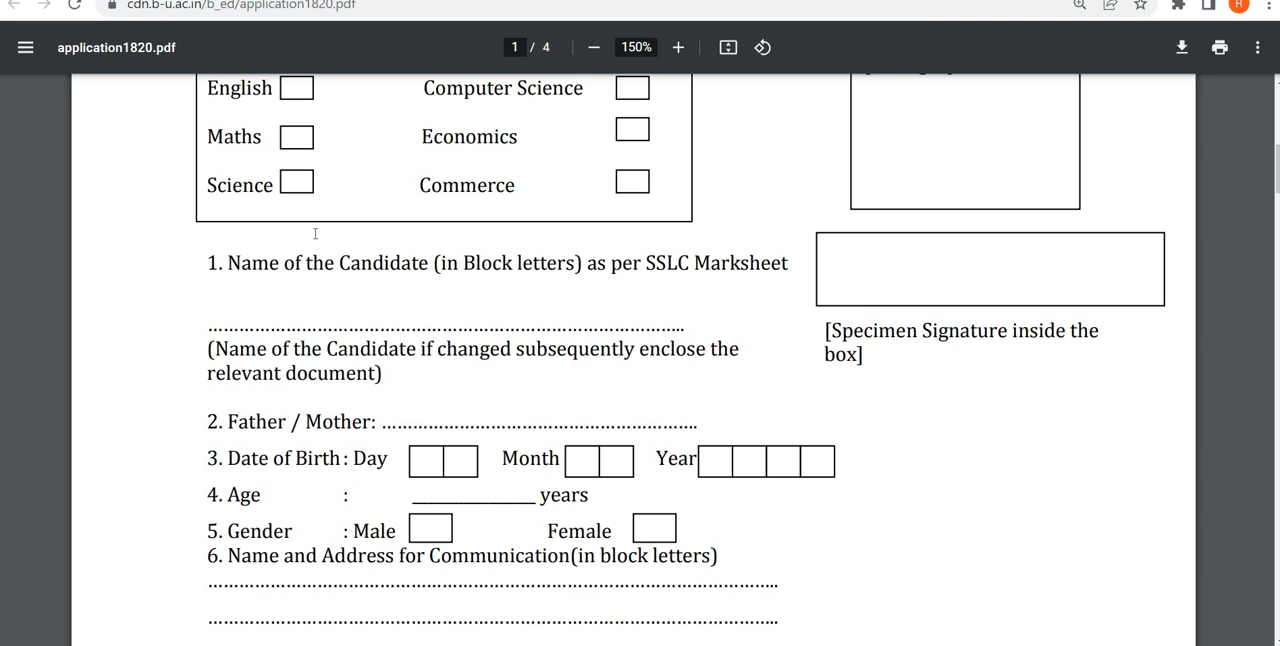 cdn.b-u.ac.in/b_ed/application1820.pdf
R
application1820.pdf
1 / 4
150%
English
Computer Science
Maths
Economics
Science
Commerce
1. Name of the Candidate (in Block letters) as per SSLC Marksheet
(Name of the Candidate if changed subsequently enclose the
relevant document)
[Specimen Signature inside the
box]
2. Father / Mother:
3. Date of Birth : Day
Month
Year
4. Age : ______________ years
5. Gender : Male
Female
6. Name and Address for Communication(in block letters)